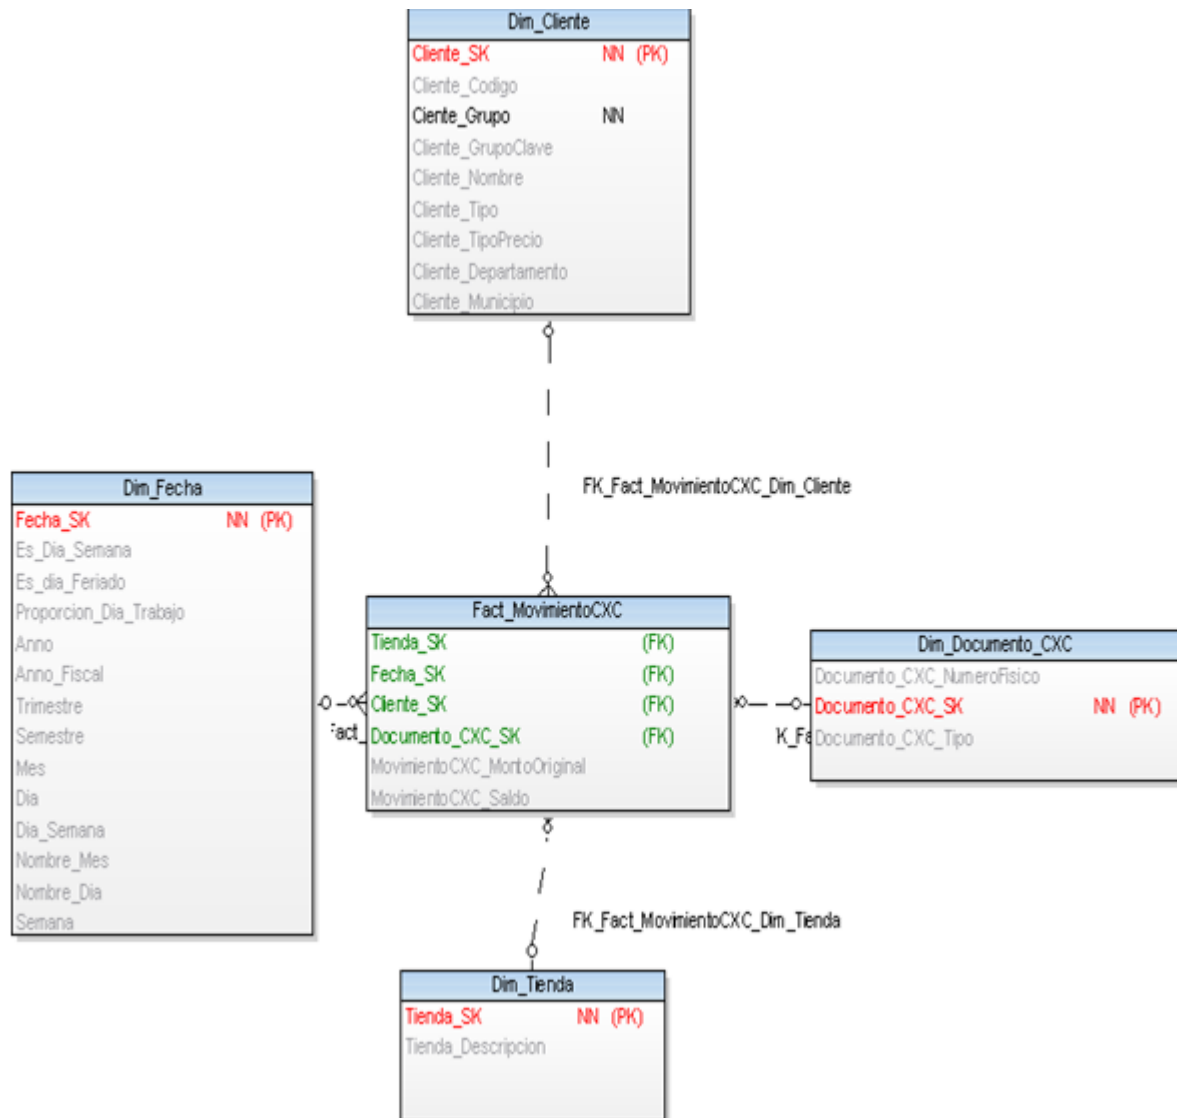 Dim_Cliente
Cliente_SK NN (PK)
Cliente_Codigo
Ciente_Grupo NN
Cliente_GrupoClave
Cliente_Nombre
Cliente_Tipo
Cliente_TipoPrecio
Cliente_Departamento
Cliente_Municipio
FK_Fact_MovimientoCXC_Dim_Cliente
Dim_Fecha
Fecha_SK NN (PK)
Es_Dia_Semana
Es_dia_Feriado
Proporcion_Dia_Trabajo
Anno
Anno_Fiscal
Trimestre
Semestre
Mes
Dia
Dia_Semana
Nombre_Mes
Nombre_Dia
Semana
Fact_MovimientoCXC
Tienda_SK (FK)
Fecha_SK (FK)
Cliente_SK (FK)
Documento_CXC_SK (FK)
MovimientoCXC_MontoOriginal
MovimientoCXC_Saldo
Dim_Documento_CXC
Documento_CXC_NumeroFisico
Documento_CXC_SK NN (PK)
Documento_CXC_Tipo
FK_Fact_MovimientoCXC_Dim_Tienda
Dim_Tienda
Tienda_SK NN (PK)
Tienda_Descripcion